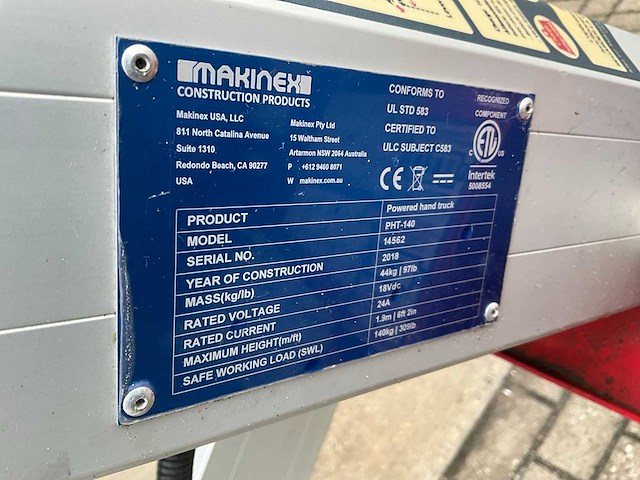 MAKINEX
CONSTRUCTION PRODUCTS
Makinex USA, LLC
811 North Catalina Avenue
Suite 1310
Redondo Beach, CA 90277
USA
Makinex Pty Ltd
15 Waltham Street
Artarmon NSW 2064 Australia
P +612 9460 8071
W makinex.com.au
CONFORMS TO
UL STD 583
CERTIFIED TO
ULC SUBJECT C583
CE
RECOGNIZED
COMPONENT
C ETL US
Intertek
5008554
PRODUCT Powered hand truck
MODEL PHT-140
SERIAL NO. 14562
YEAR OF CONSTRUCTION 2018
MASS(kg/lb) 44kg | 97lb
RATED VOLTAGE 18Vdc
RATED CURRENT 24A
MAXIMUM HEIGHT(m/ft) 1.9m | 6ft 2in
SAFE WORKING LOAD (SWL) 140kg | 309lb